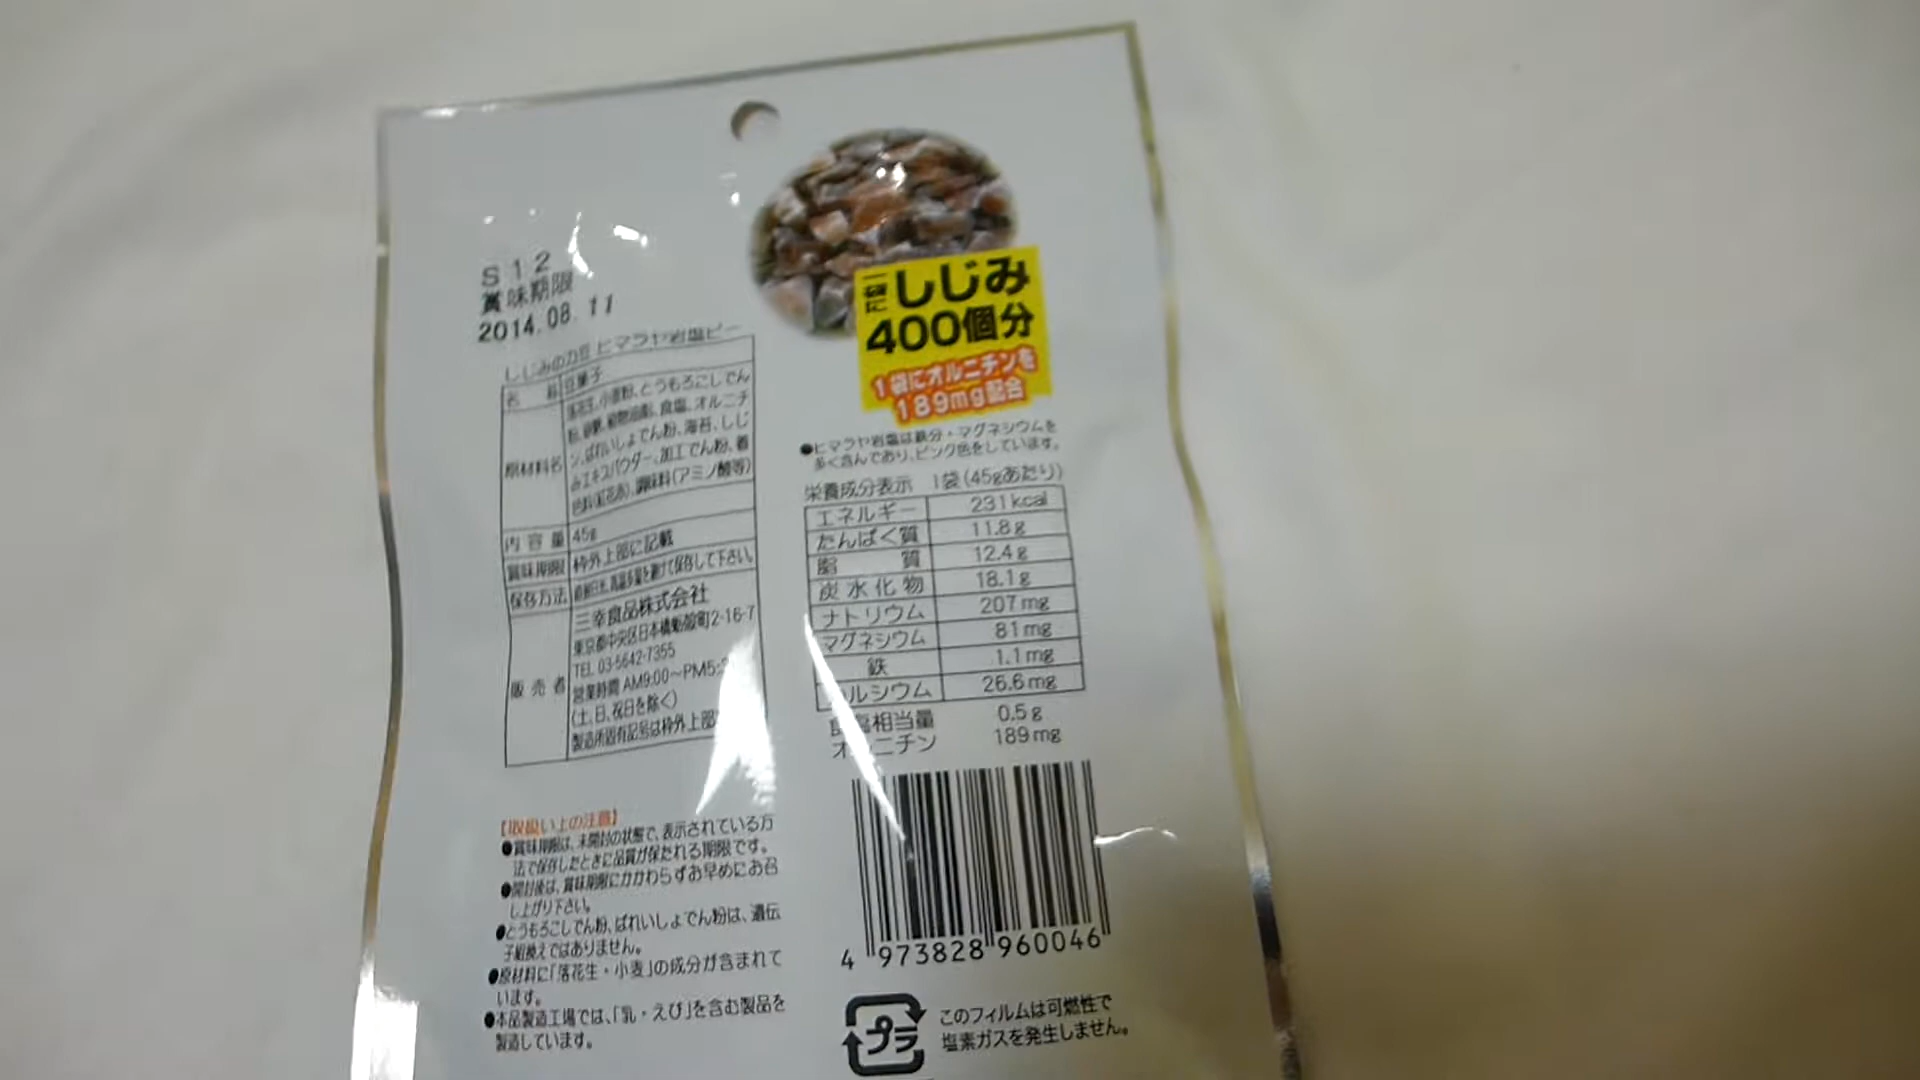 S12
賞味期限
2014.08.11
しじみの力豆 ヒマラヤ岩塩ピー
名 称 豆菓子
原材料名 落花生、小麦粉、とうもろこしでん
粉、砂糖、植物油脂、食塩、オルニチ
ン、ばれいしょでん粉、海苔、しじ
みエキスパウダー、加工でん粉、着
色料(紅花赤)、調味料(アミノ酸等)
内容量 45g
賞味期限 枠外上部に記載
保存方法 直射日光、高温多湿を避けて保存して下さい。
販売者 三幸食品株式会社
東京都中央区日本橋蛎殻町2-16-7
TEL 03-5642-7355
営業時間 AM9:00〜PM5:
(土、日、祝日を除く)
製造所固有記号は枠外上部
【取扱い上の注意】
●賞味期限は、未開封の状態で、表示されている方
法で保存したときに品質が保たれる期限です。
●開封後は、賞味期限にかかわらずお早めにお召
し上がり下さい。
●とうもろこしでん粉、ばれいしょでん粉は、遺伝
子組換えではありません。
●原材料に「落花生・小麦」の成分が含まれて
います。
●本品製造工場では、「乳・えび」を含む製品を
製造しています。
一袋に しじみ
400個分
1袋にオルニチンを
189mg配合
●ヒマラヤ岩塩は鉄分・マグネシウムを
多く含んでおり、ピンク色をしています。
栄養成分表示 1袋(45gあたり)
エネルギー 231kcal
たんぱく質 11.8g
脂質 12.4g
炭水化物 18.1g
ナトリウム 207mg
マグネシウム 81mg
鉄 1.1mg
ルシウム 26.6mg
相当量 0.5g
オルニチン 189mg
4 973828 960046
プラ
このフィルムは可燃性で
塩素ガスを発生しません。